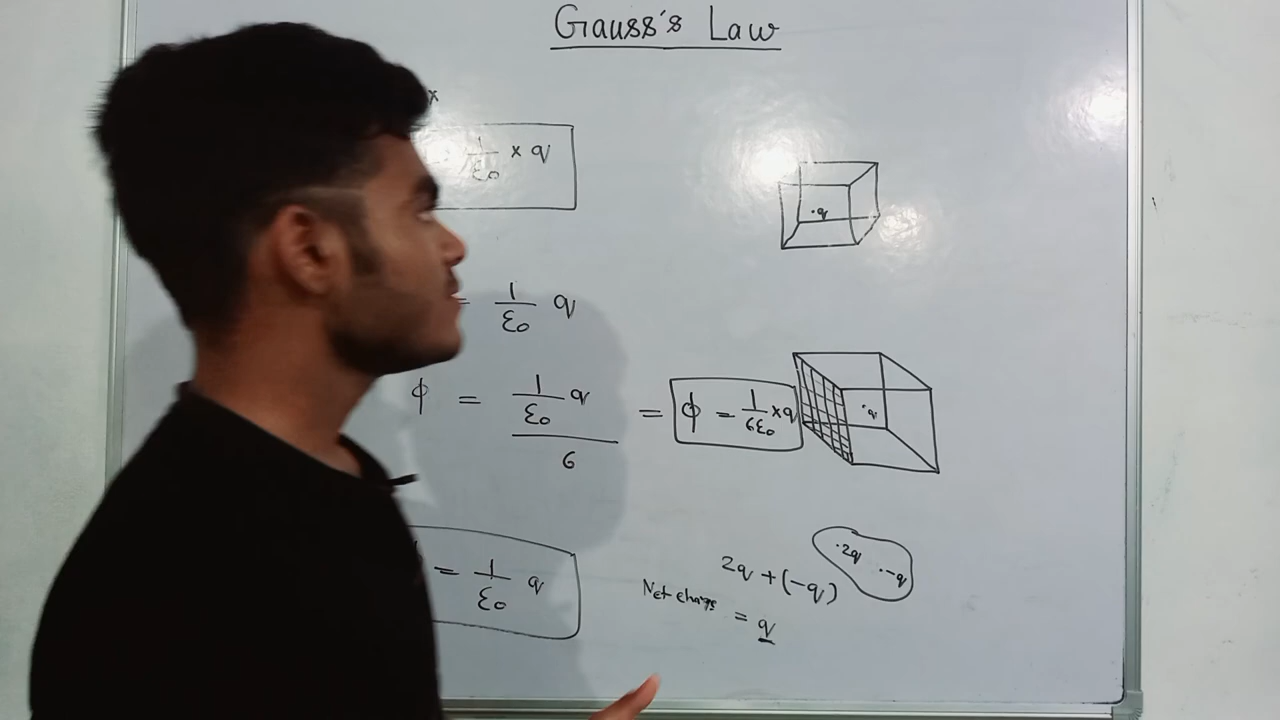 Gauss's Law
x
1/ε₀ × q
.q
= 1/ε₀ q
ϕ = 1/ε₀ q / 6 = ϕ = 1/6ε₀ × q
.q
= 1/ε₀ q
.2q .-q
2q + (-q)
Net charge
= q